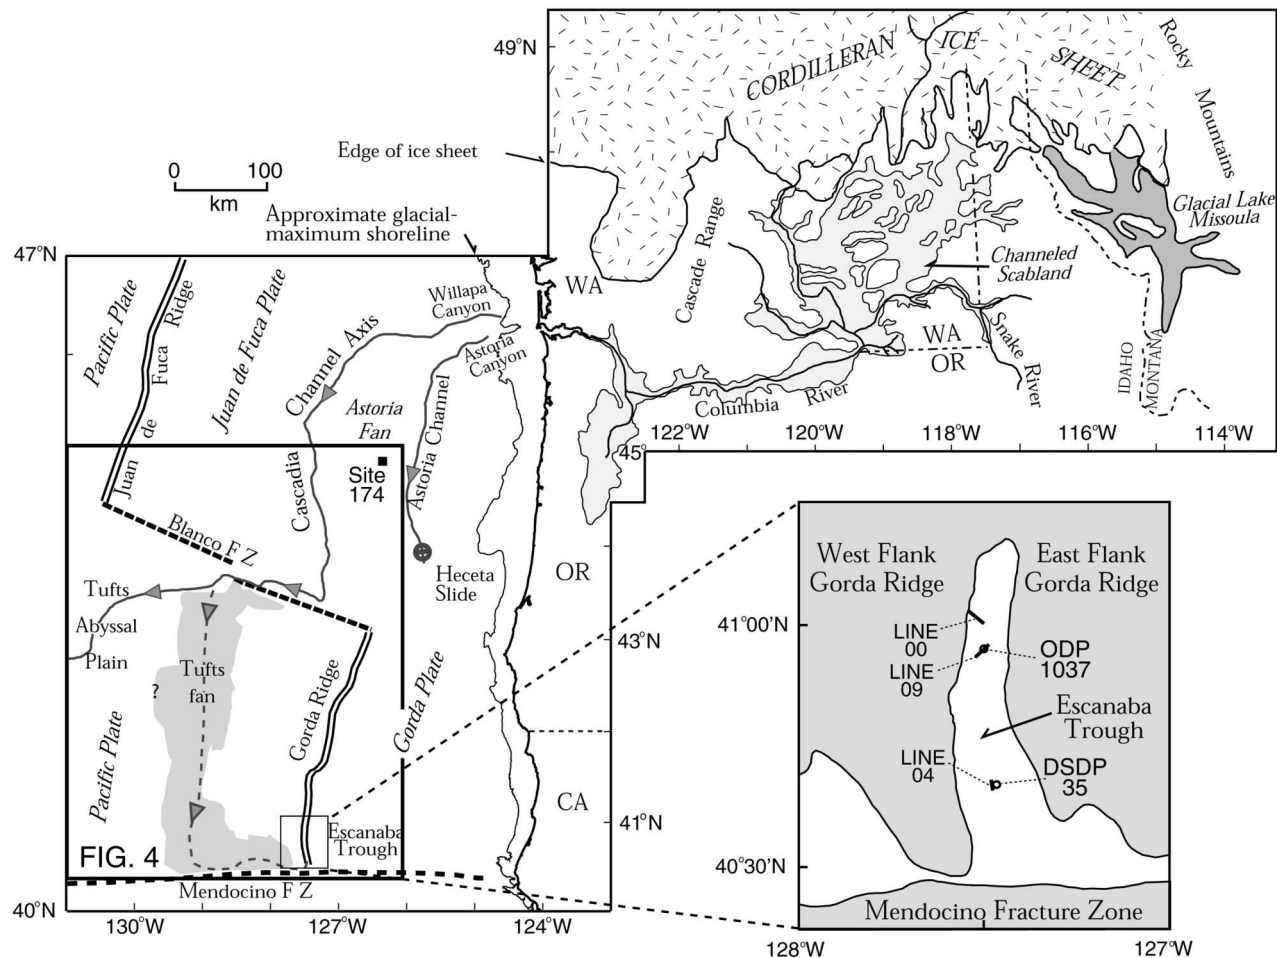 49°N
CORDILLERAN ICE SHEET
Rocky Mountains
Edge of ice sheet
0 100
km
Approximate glacial-
maximum shoreline
Glacial Lake
Missoula
Cascade Range
Channeled
Scabland
47°N
WA
Willapa
Canyon
Pacific Plate
Juan de Fuca Ridge
Juan de Fuca Plate
Channel Axis
Astoria
Canyon
WA
OR
Snake River
IDAHO
MONTANA
Columbia River
Astoria
Fan
Astoria Channel
45°
122°W
120°W
118°W
116°W
114°W
Site
174
Cascadia
Blanco F Z
Heceta
Slide
OR
Tufts
Abyssal
Plain
Tufts
fan
?
43°N
Gorda Ridge
Gorda Plate
Pacific Plate
CA
41°N
Escanaba
Trough
FIG. 4
Mendocino F Z
40°N
130°W
127°W
124°W
West Flank
Gorda Ridge
East Flank
Gorda Ridge
41°00'N
LINE
00
LINE
09
ODP
1037
Escanaba
Trough
LINE
04
DSDP
35
40°30'N
Mendocino Fracture Zone
128°W
127°W